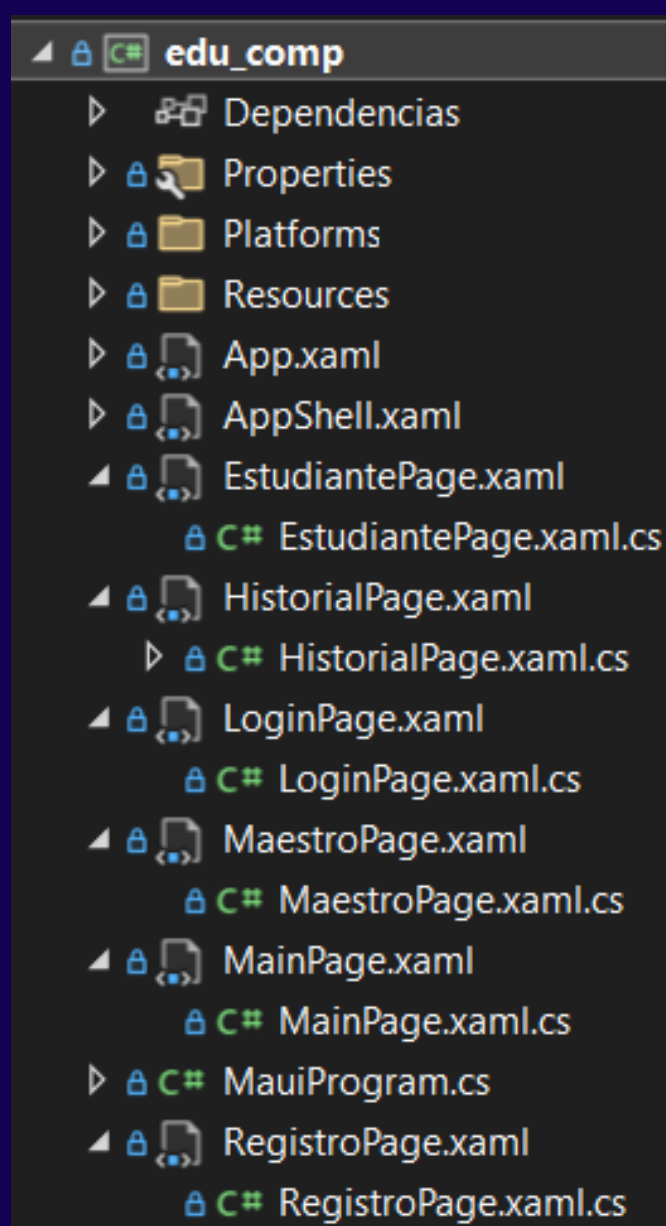 C# edu_comp
Dependencias
Properties
Platforms
Resources
App.xaml
AppShell.xaml
EstudiantePage.xaml
C# EstudiantePage.xaml.cs
HistorialPage.xaml
C# HistorialPage.xaml.cs
LoginPage.xaml
C# LoginPage.xaml.cs
MaestroPage.xaml
C# MaestroPage.xaml.cs
MainPage.xaml
C# MainPage.xaml.cs
C# MauiProgram.cs
RegistroPage.xaml
C# RegistroPage.xaml.cs